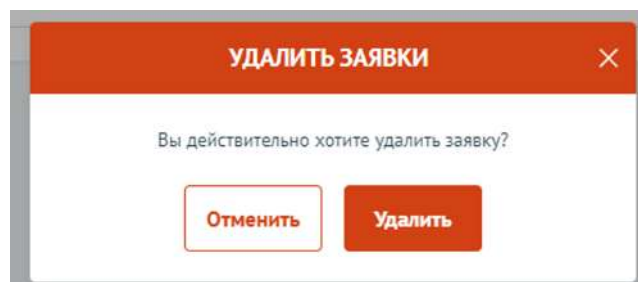 УДАЛИТЬ ЗАЯВКИ
Вы действительно хотите удалить заявку?
Отменить
Удалить